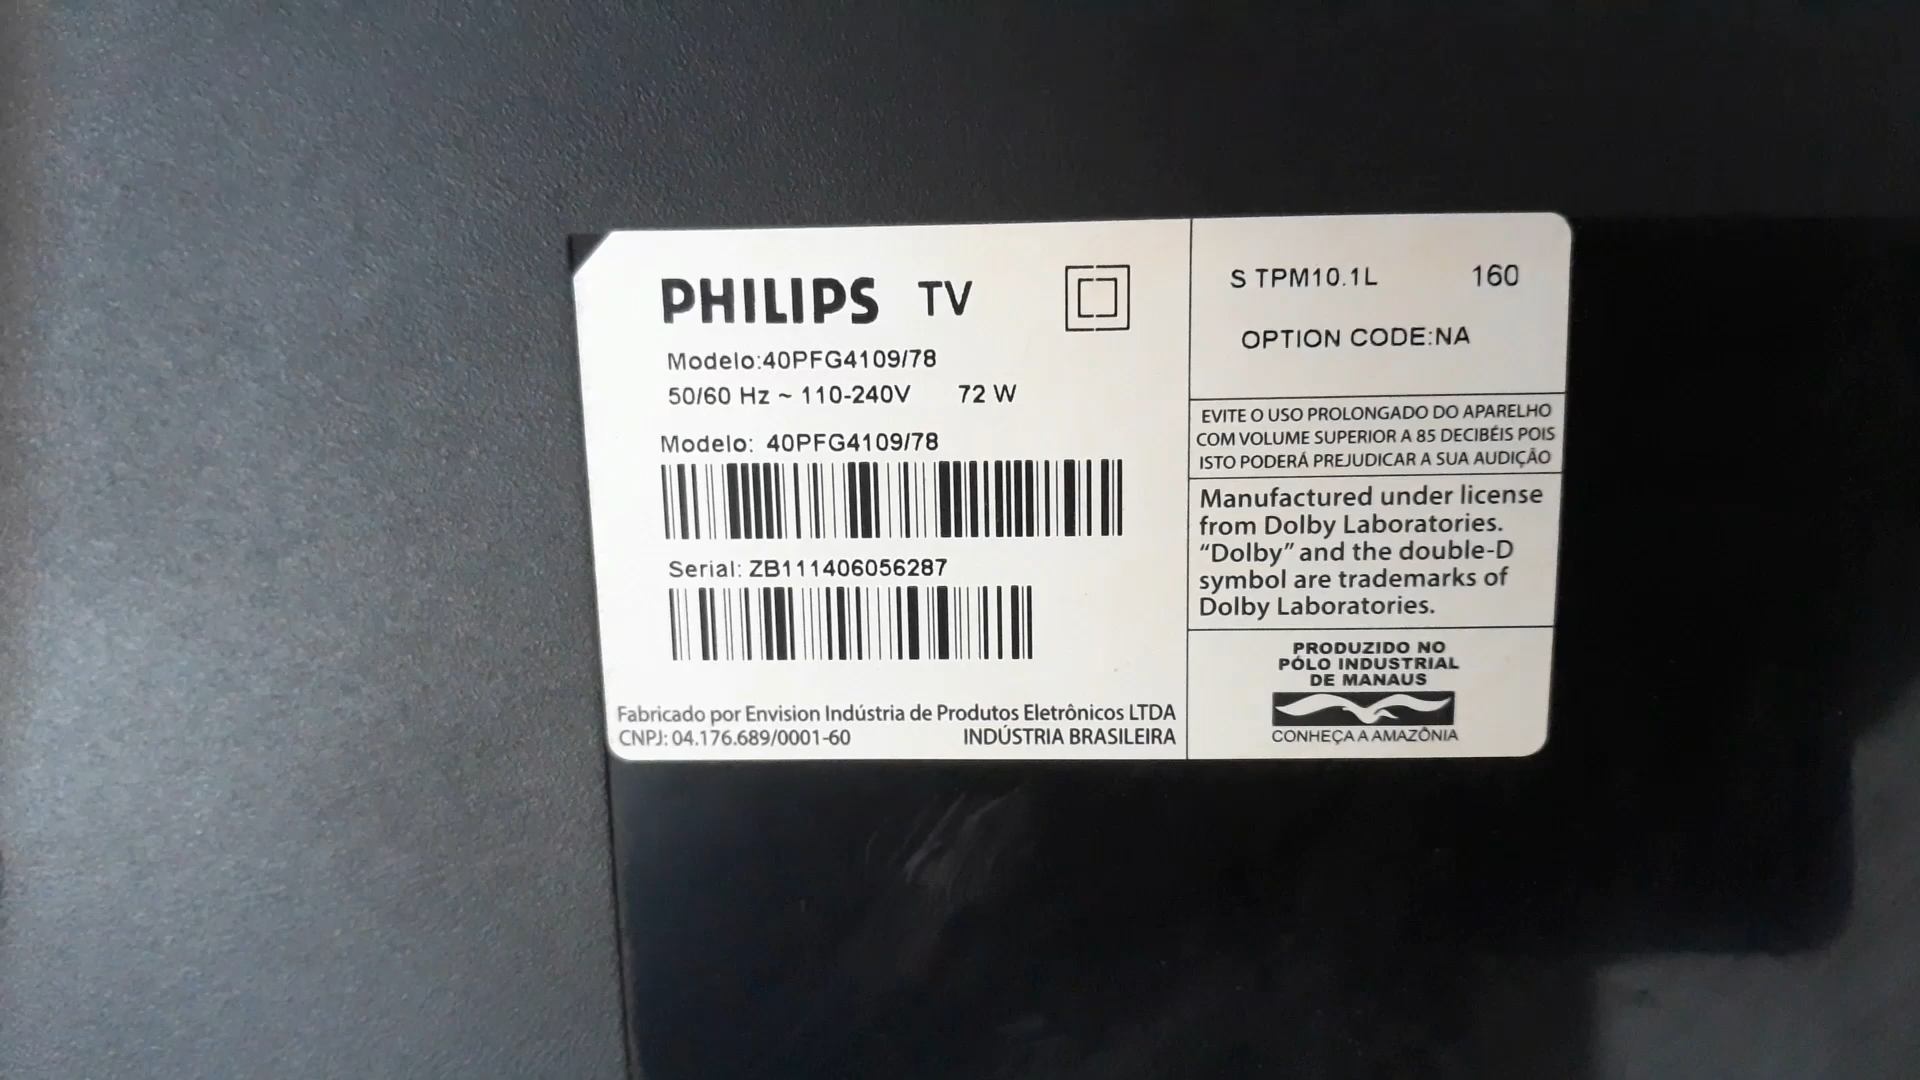 PHILIPS TV
Modelo:40PFG4109/78
50/60 Hz ~ 110-240V 72 W
Modelo: 40PFG4109/78
Serial: ZB111406056287
Fabricado por Envision Indústria de Produtos Eletrônicos LTDA
CNPJ: 04.176.689/0001-60 INDÚSTRIA BRASILEIRA
S TPM10.1L 160
OPTION CODE:NA
EVITE O USO PROLONGADO DO APARELHO
COM VOLUME SUPERIOR A 85 DECIBÉIS POIS
ISTO PODERÁ PREJUDICAR A SUA AUDIÇÃO
Manufactured under license
from Dolby Laboratories.
“Dolby” and the double-D
symbol are trademarks of
Dolby Laboratories.
PRODUZIDO NO
PÓLO INDUSTRIAL
DE MANAUS
CONHEÇA A AMAZÔNIA